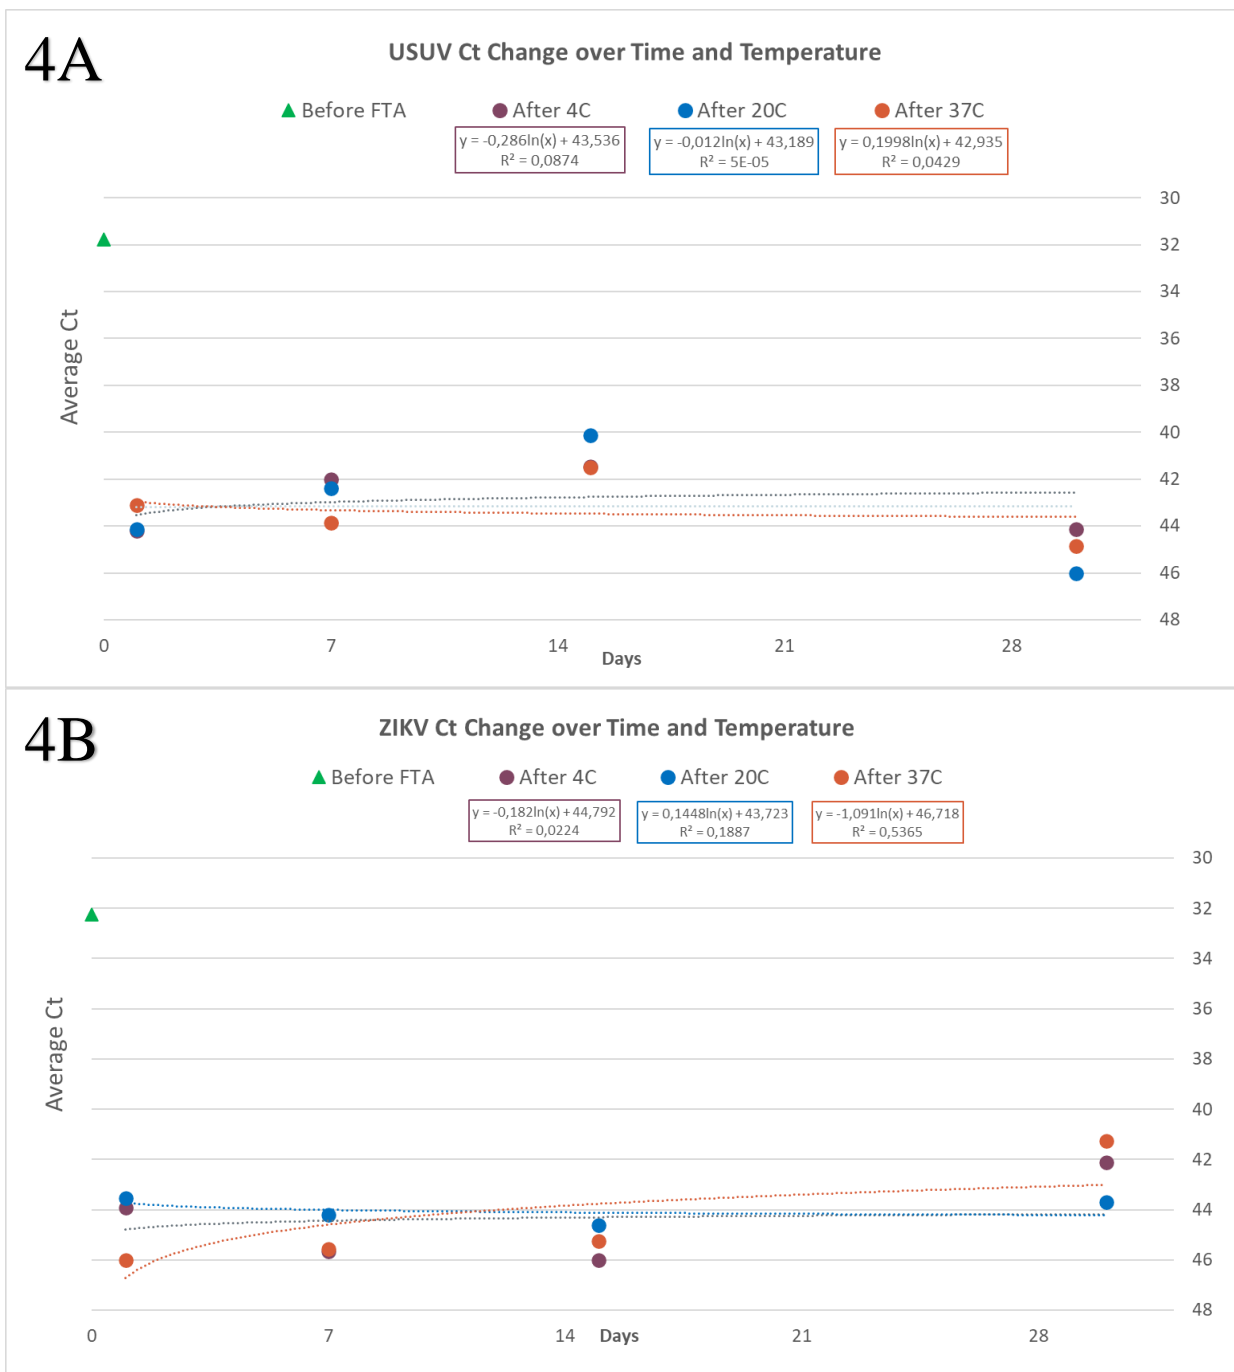 4A
USUV Ct Change over Time and Temperature
Before FTA After 4C After 20C After 37C
y = -0,286ln(x) + 43,536
R² = 0,0874
y = -0,012ln(x) + 43,189
R² = 5E-05
y = 0,1998ln(x) + 42,935
R² = 0,0429
Average Ct
30
32
34
36
38
40
42
44
46
48
0 7 14 21 28
Days
4B
ZIKV Ct Change over Time and Temperature
Before FTA After 4C After 20C After 37C
y = -0,182ln(x) + 44,792
R² = 0,0224
y = 0,1448ln(x) + 43,723
R² = 0,1887
y = -1,091ln(x) + 46,718
R² = 0,5365
Average Ct
30
32
34
36
38
40
42
44
46
48
0 7 14 Days 21 28